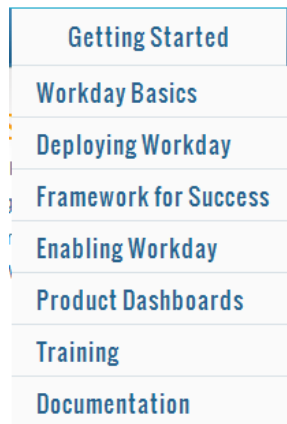 Getting Started
Workday Basics
Deploying Workday
Framework for Success
Enabling Workday
Product Dashboards
Training
Documentation